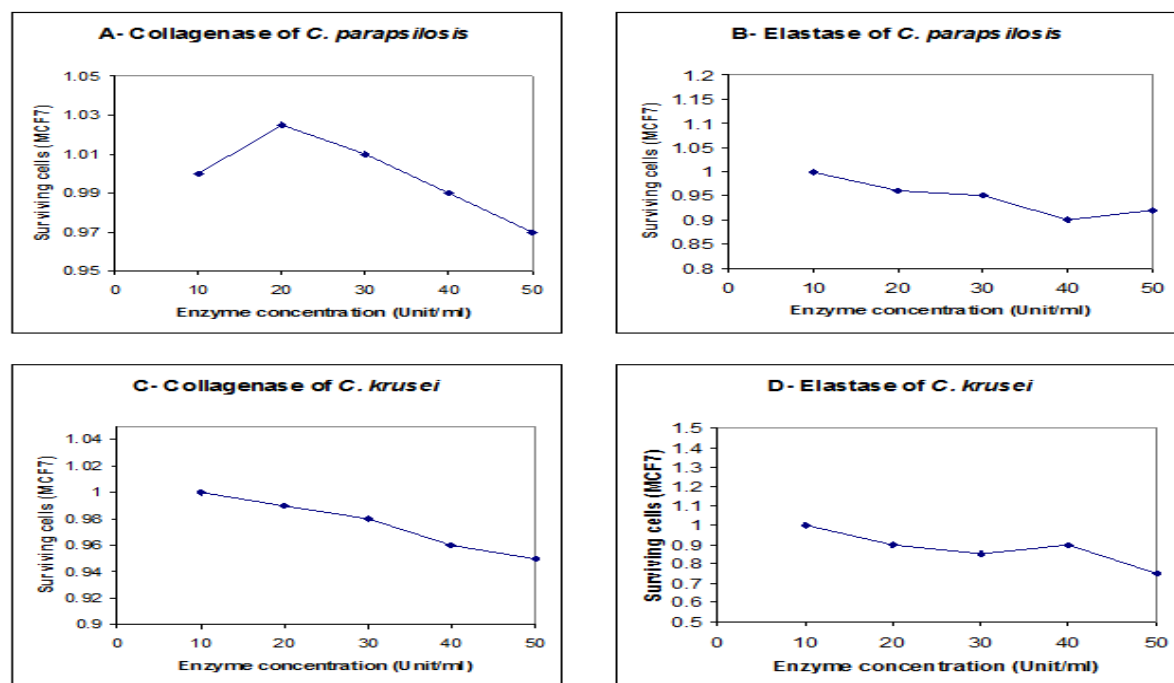 A- Collagenase of C. parapsilosis
Surviving cells (MCF7)
1.05
1.03
1.01
0.99
0.97
0.95
0 10 20 30 40 50
Enzyme concentration (Unit/ml)
B- Elastase of C. parapsilosis
Surviving cells (MCF7)
1.2
1.15
1.1
1.05
1
0.95
0.9
0.85
0.8
0 10 20 30 40 50
Enzyme concentration (Unit/ml)
C- Collagenase of C. krusei
Surviving cells (MCF7)
1.04
1.02
1
0.98
0.96
0.94
0.92
0.9
0 10 20 30 40 50
Enzyme concentration (Unit/ml)
D- Elastase of C. krusei
Surviving cells (MCF7)
1.5
1.4
1.3
1.2
1.1
1
0.9
0.8
0.7
0.6
0.5
0 10 20 30 40 50
Enzyme concentration (Unit/ml)